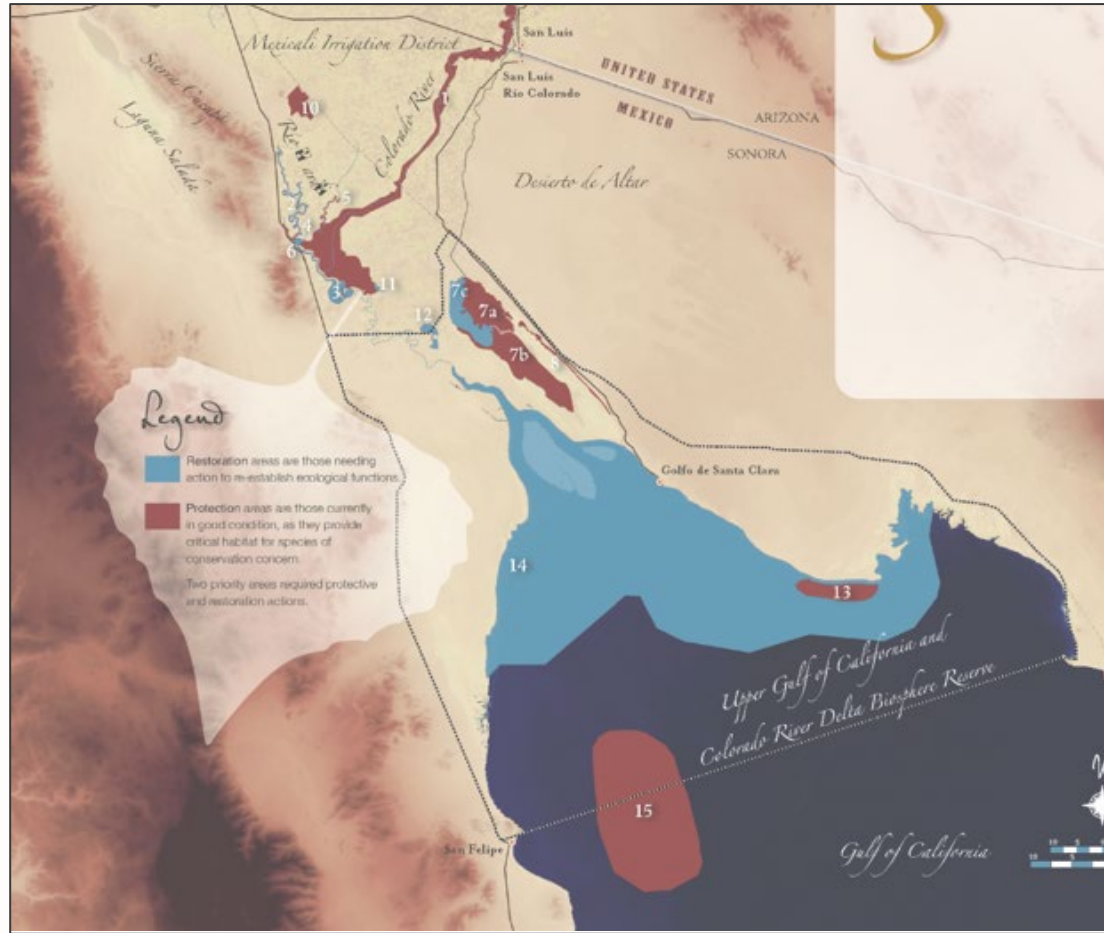 San Luis
Mexicali Irrigation District
San Luis
Rio Colorado
UNITED STATES
MEXICO
ARIZONA
SONORA
Sierra Cucapá
Laguna Salada
Colorado River
Desierto de Altar
1
10
2
5
4
6
3
11
12
7c
7a
7b
8
Legend
Restoration areas are those needing
action to re-establish ecological functions.
Protection areas are those currently
in good condition, as they provide
critical habitat for species of
conservation concern.
Two priority areas required protective
and restoration actions.
Golfo de Santa Clara
14
13
Upper Gulf of California and
Colorado River Delta Biosphere Reserve
15
San Felipe
Gulf of California